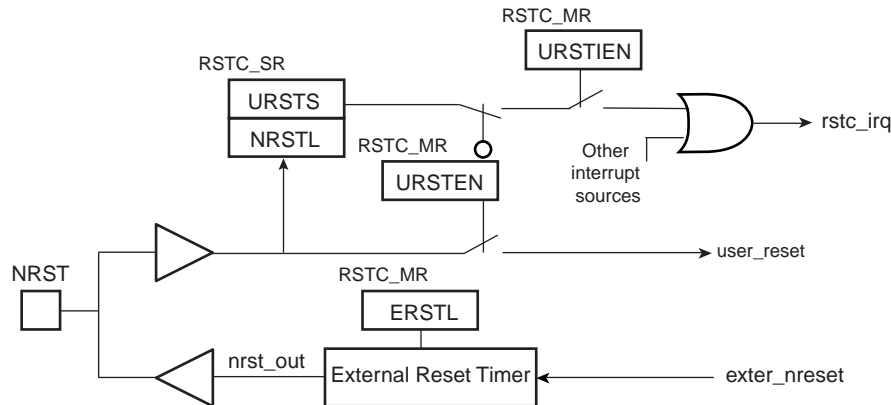 RSTC_MR
URSTIEN
RSTC_SR
URSTS
NRSTL
rstc_irq
RSTC_MR
Other
interrupt
sources
URSTEN
user_reset
NRST
RSTC_MR
ERSTL
nrst_out
External Reset Timer
exter_nreset